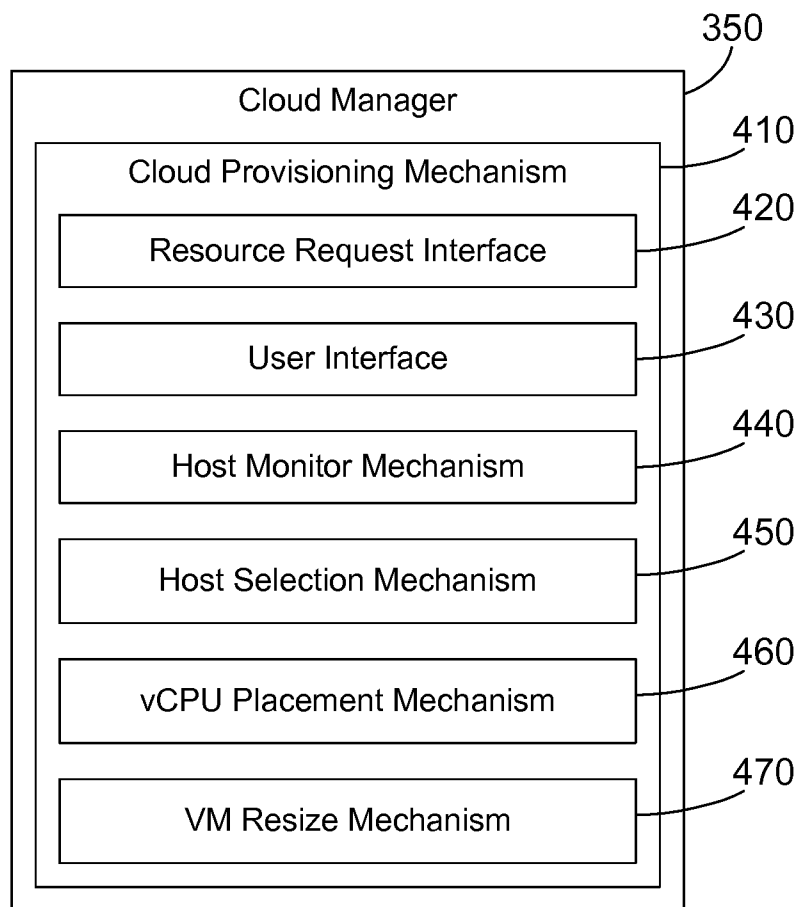 350
Cloud Manager
410
Cloud Provisioning Mechanism
420
Resource Request Interface
430
User Interface
440
Host Monitor Mechanism
450
Host Selection Mechanism
460
vCPU Placement Mechanism
470
VM Resize Mechanism